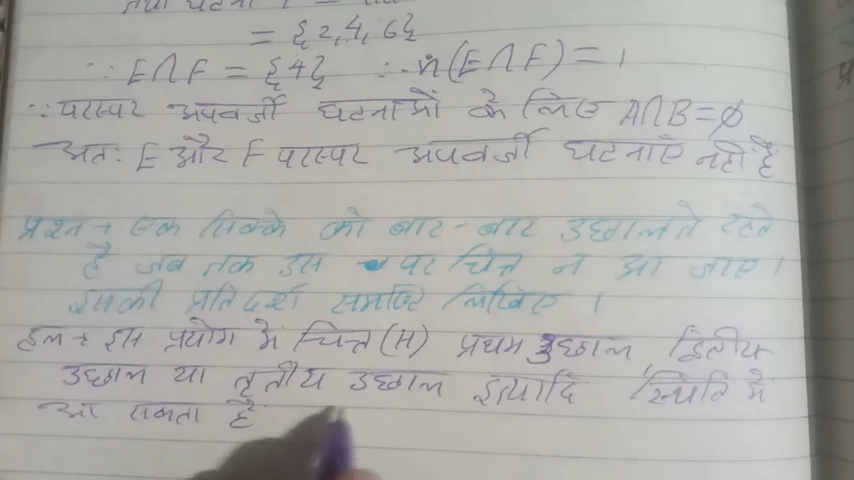 तथा घटना
= {2,4,6}
∵ E∩F = {4} ∴ n(E∩F) = 1
∵ परस्पर अपवर्जी घटनाओं के लिए A∩B=∅
अतः E और F परस्पर अपवर्जी घटनाएँ नहीं हैं
प्रश्न → एक सिक्के को बार-बार उछालते रहते
है जब तक उस पर चित्त न आ जाए।
इसकी प्रतिदर्श समष्टि लिखिए।
हल → इस प्रयोग में चित्त (H) प्रथम उछाल, द्वितीय
उछाल या तृतीय उछाल इत्यादि स्थिति में
आ सकता है